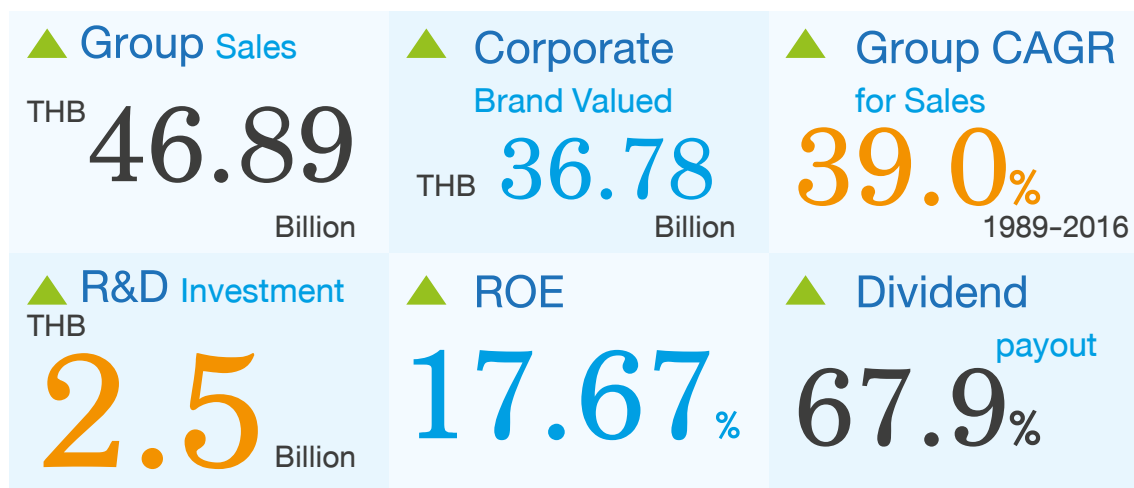 Group Sales
THB 46.89
Billion
Corporate
Brand Valued
THB 36.78
Billion
Group CAGR
for Sales
39.0%
1989-2016
R&D Investment
THB
2.5 Billion
ROE
17.67%
Dividend
payout
67.9%